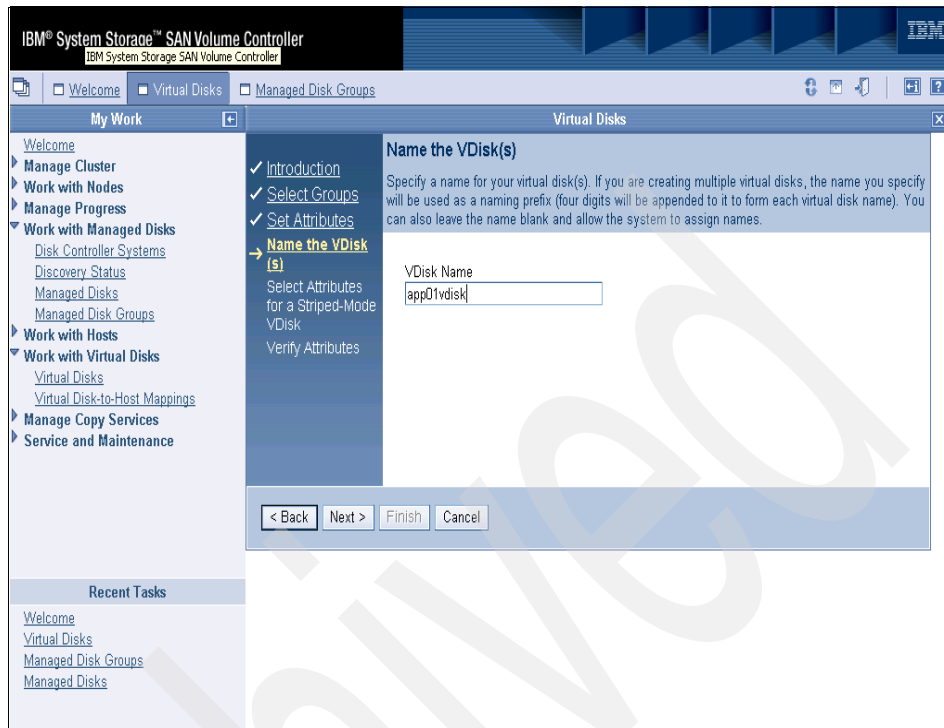 IBM® System Storage™ SAN Volume Controller
IBM System Storage SAN Volume Controller
IBM
Welcome
Virtual Disks
Managed Disk Groups
My Work
Virtual Disks
Welcome
Manage Cluster
Work with Nodes
Manage Progress
Work with Managed Disks
Disk Controller Systems
Discovery Status
Managed Disks
Managed Disk Groups
Work with Hosts
Work with Virtual Disks
Virtual Disks
Virtual Disk-to-Host Mappings
Manage Copy Services
Service and Maintenance
Recent Tasks
Welcome
Virtual Disks
Managed Disk Groups
Managed Disks
Introduction
Select Groups
Set Attributes
Name the VDisk
(s)
Select Attributes
for a Striped-Mode
VDisk
Verify Attributes
Name the VDisk(s)
Specify a name for your virtual disk(s). If you are creating multiple virtual disks, the name you specify
will be used as a naming prefix (four digits will be appended to it to form each virtual disk name). You
can also leave the name blank and allow the system to assign names.
VDisk Name
app01vdisk
< Back
Next >
Finish
Cancel
hived